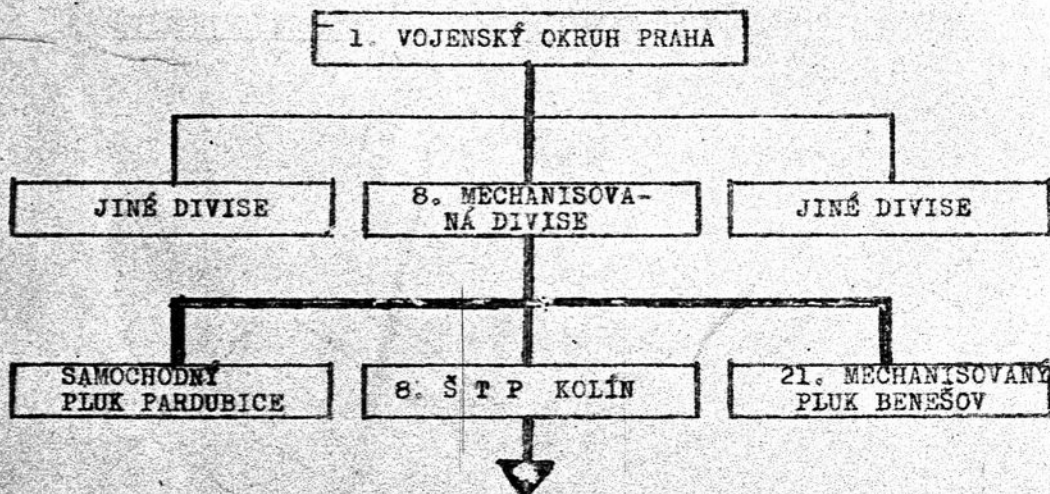 1. VOJENSKÝ OKRUH PRAHA
JINÉ DIVISE
8. MECHANISOVA-
NÁ DIVISE
JINÉ DIVISE
SAMOCHODNÝ
PLUK PARDUBICE
8. Š T P KOLÍN
21. MECHANISOVANÝ
PLUK BENEŠOV